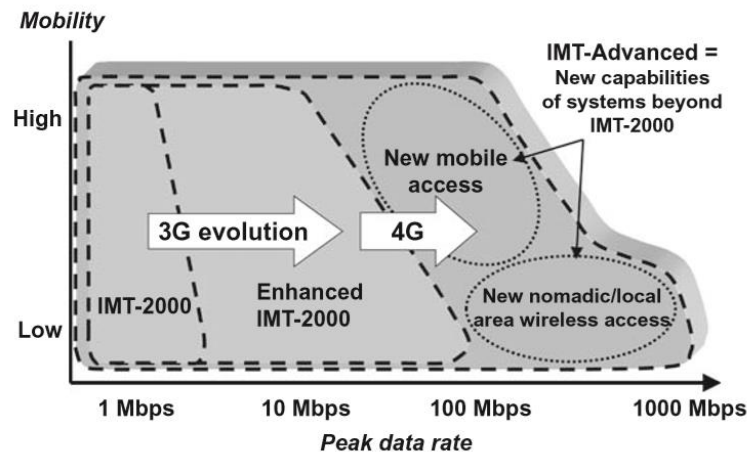 Mobility
IMT-Advanced =
New capabilities
of systems beyond
IMT-2000
High
New mobile
access
3G evolution
4G
IMT-2000
Enhanced
IMT-2000
New nomadic/local
area wireless access
Low
1 Mbps
10 Mbps
100 Mbps
1000 Mbps
Peak data rate